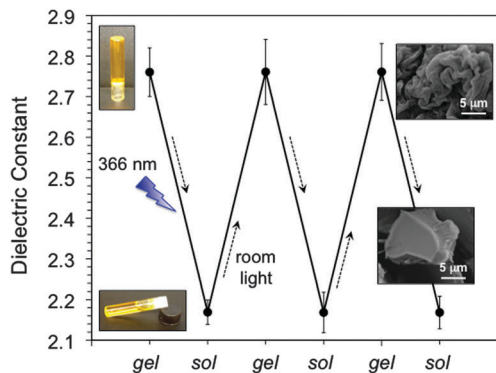 Dielectric Constant
2.9
2.8
2.7
2.6
2.5
2.4
2.3
2.2
2.1
366 nm
room
light
5 μm
5 μm
gel sol gel sol gel sol